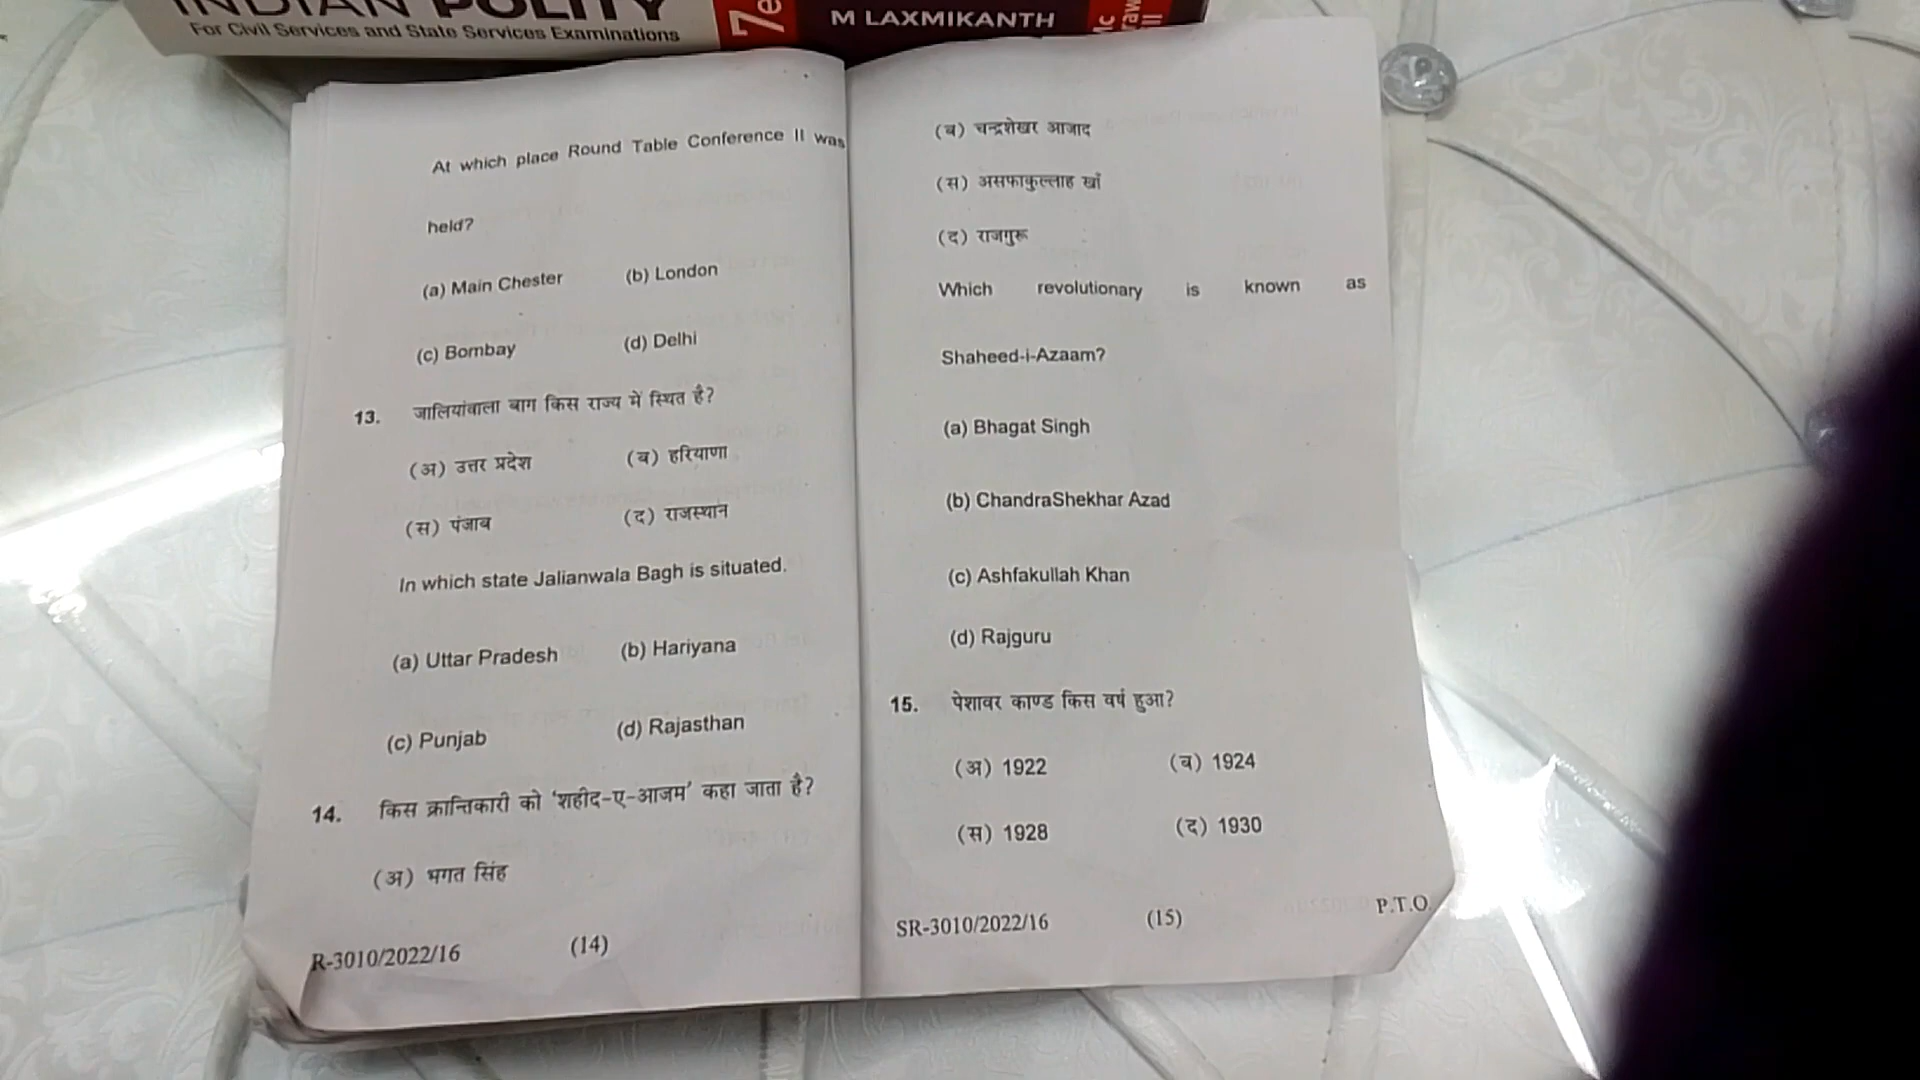 INDIAN POLITY
For Civil Services and State Services Examinations
7e
M LAXMIKANTH
At which place Round Table Conference II was
held?
(a) Main Chester (b) London
(c) Bombay (d) Delhi
13. जालियांवाला बाग किस राज्य में स्थित है?
(अ) उत्तर प्रदेश (ब) हरियाणा
(स) पंजाब (द) राजस्थान
In which state Jalianwala Bagh is situated.
(a) Uttar Pradesh (b) Hariyana
(c) Punjab (d) Rajasthan
14. किस क्रान्तिकारी को 'शहीद-ए-आजम' कहा जाता है?
(अ) भगत सिंह
R-3010/2022/16 (14)
(ब) चन्द्रशेखर आजाद
(स) असफाकुल्लाह खाँ
(द) राजगुरू
Which revolutionary is known as
Shaheed-i-Azaam?
(a) Bhagat Singh
(b) ChandraShekhar Azad
(c) Ashfakullah Khan
(d) Rajguru
15. पेशावर काण्ड किस वर्ष हुआ?
(अ) 1922 (ब) 1924
(स) 1928 (द) 1930
SR-3010/2022/16 (15) P.T.O.